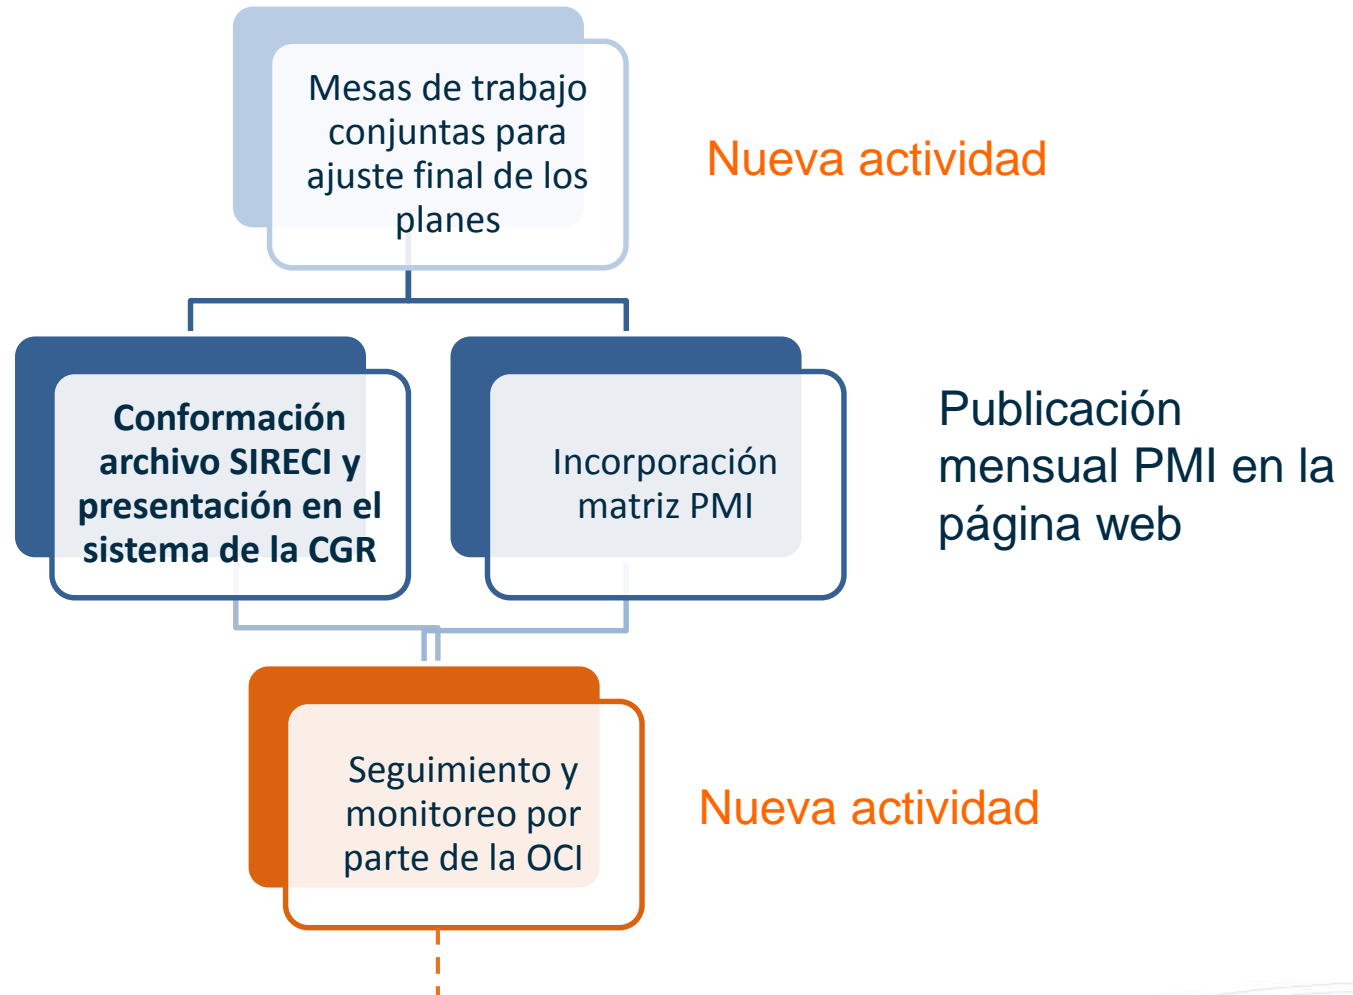 Mesas de trabajo
conjuntas para
ajuste final de los
planes
Nueva actividad
Conformación
archivo SIRECI y
presentación en el
sistema de la CGR
Incorporación
matriz PMI
Publicación
mensual PMI en la
página web
Seguimiento y
monitoreo por
parte de la OCI
Nueva actividad